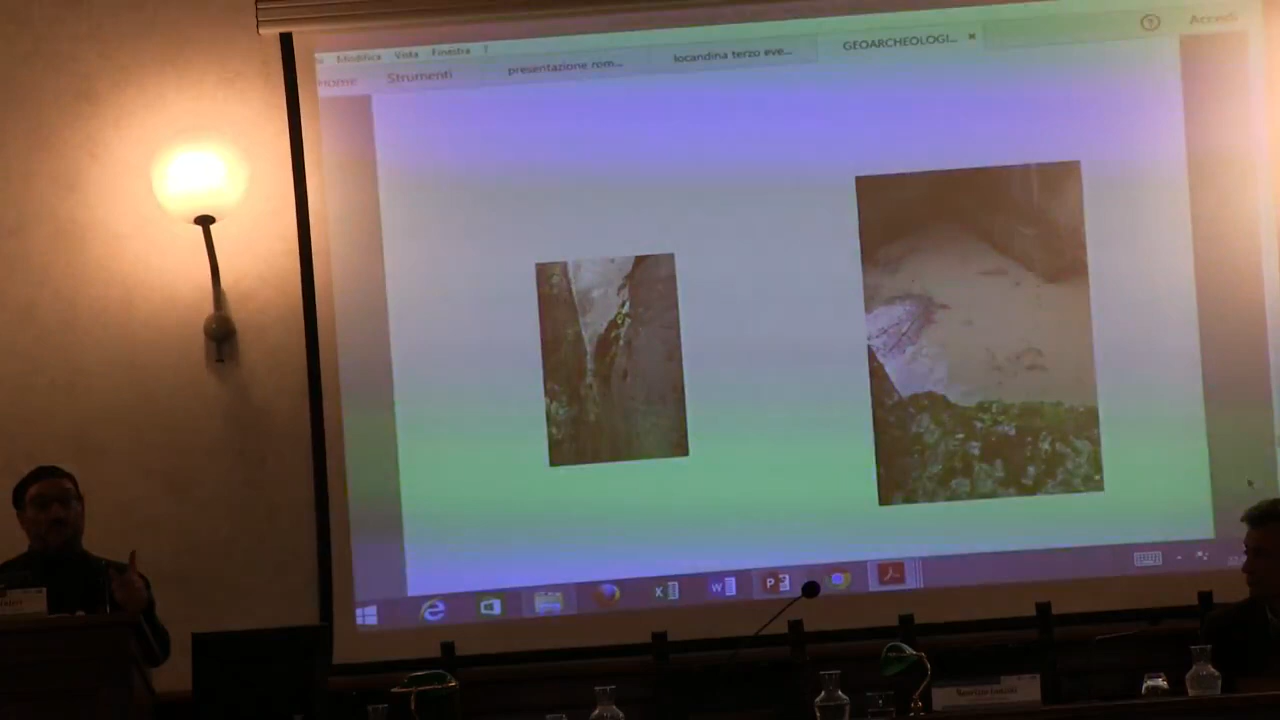 Modifica Vista Finestra ?
HOME Strumenti presentazione rom... locandina terzo eve... GEOARCHEOLOGI... × ? Accedi